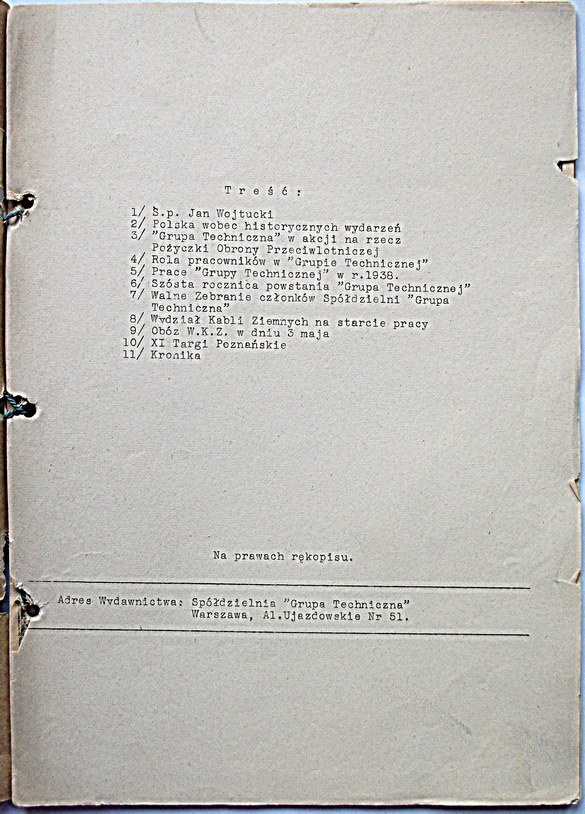 Treść:
1/ Ś.p. Jan Wojtucki
2/ Polska wobec historycznych wydarzeń
3/ "Grupa Techniczna" w akcji na rzecz
Pożyczki Obrony Przeciwlotniczej
4/ Rola pracowników w "Grupie Technicznej"
5/ Prace "Grupy Technicznej" w r.1938.
6/ Szósta rocznica powstania "Grupa Technicznej"
7/ Walne Zebranie członków Spółdzielni "Grupa
Techniczna"
8/ Wydział Kabli Ziemnych na starcie pracy
9/ Obóz W.K.Z. w dniu 3 maja
10/ XI Targi Poznańskie
11/ Kronika
Na prawach rękopisu.
Adres Wydawnictwa: Spółdzielnia "Grupa Techniczna"
Warszawa, Al.Ujazdowskie Nr 51.